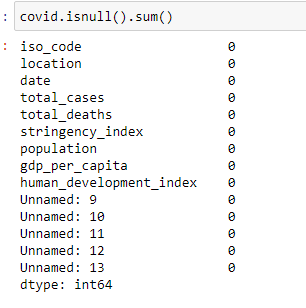 : covid.isnull().sum()
: iso_code 0
location 0
date 0
total_cases 0
total_deaths 0
stringency_index 0
population 0
gdp_per_capita 0
human_development_index 0
Unnamed: 9 0
Unnamed: 10 0
Unnamed: 11 0
Unnamed: 12 0
Unnamed: 13 0
dtype: int64